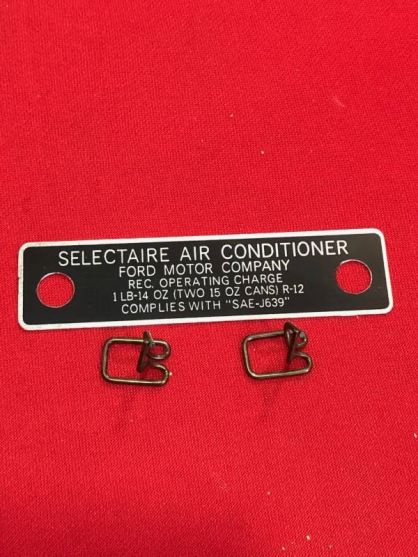 SELECTAIRE AIR CONDITIONER
FORD MOTOR COMPANY
REC. OPERATING CHARGE
1 LB-14 OZ (TWO 15 OZ CANS) R-12
COMPLIES WITH "SAE-J639"